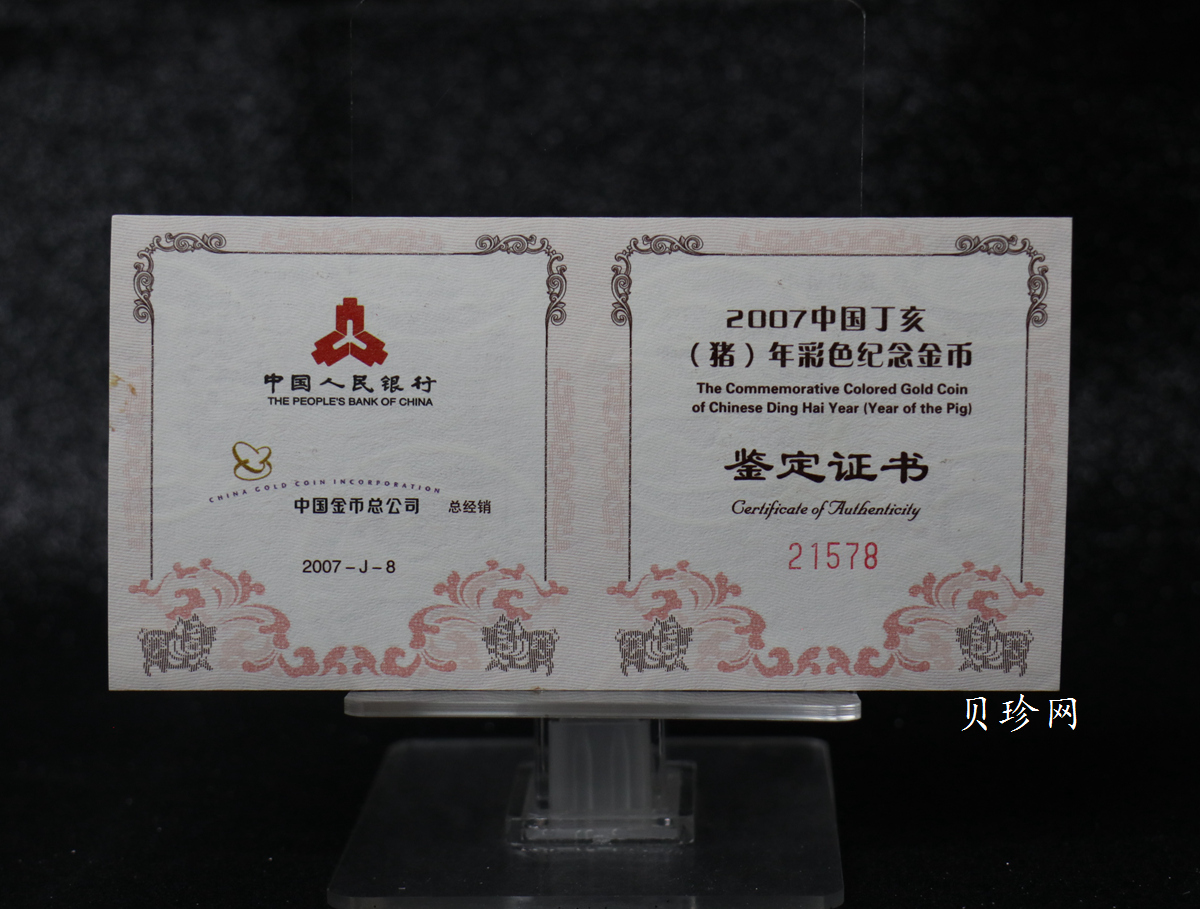 中国人民银行
THE PEOPLE'S BANK OF CHINA
CHINA GOLD COIN INCORPORATION
中国金币总公司 总经销
2007-J-8
2007中国丁亥
（猪）年彩色纪念金币
The Commemorative Colored Gold Coin
of Chinese Ding Hai Year (Year of the Pig)
鉴定证书
Certificate of Authenticity
21578
贝珍网